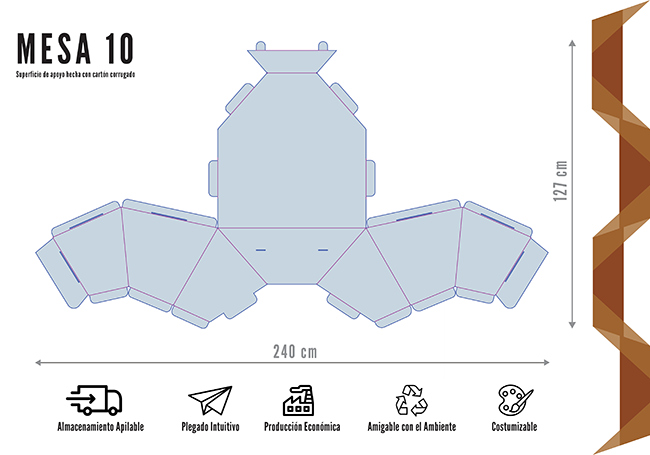 MESA 10
Superficie de apoyo hecha con cartón corrugado
127 cm
240 cm
Almacenamiento Apilable
Plegado Intuitivo
Producción Económica
Amigable con el Ambiente
Costumizable